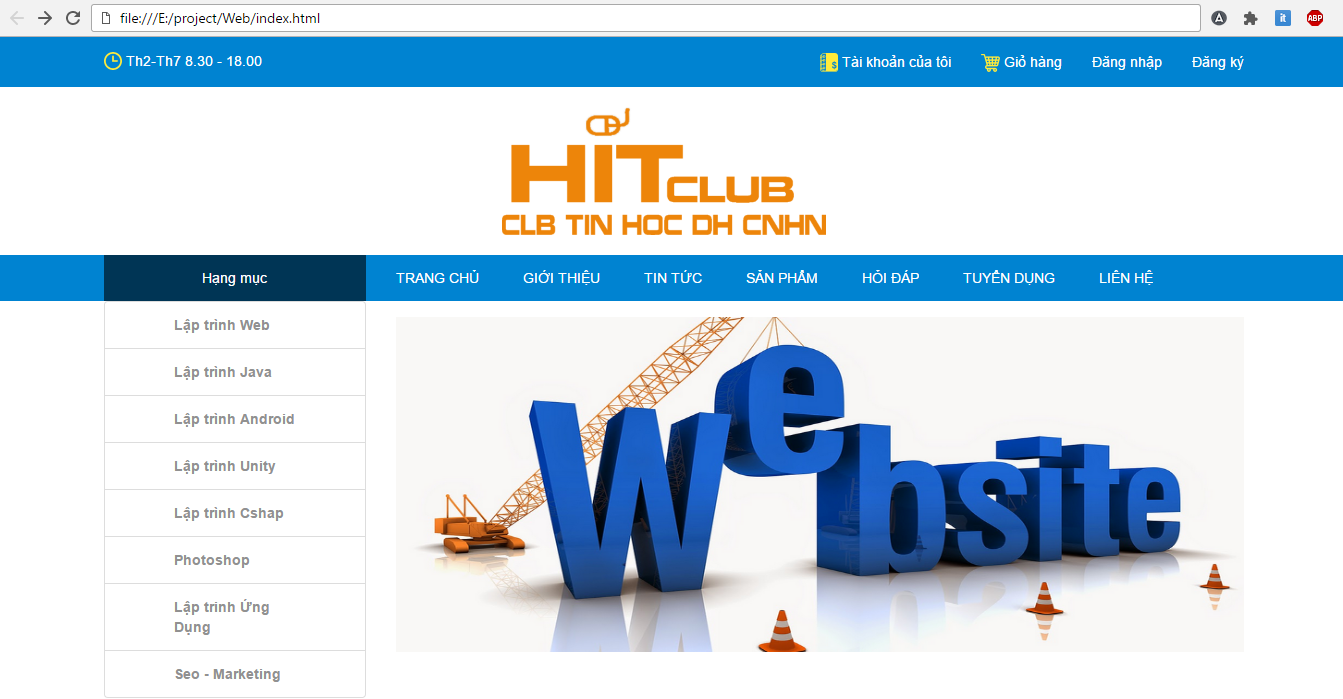 file:///E:/project/Web/index.html
ABP
Th2-Th7 8.30 - 18.00
Tài khoản của tôi
Giỏ hàng
Đăng nhập
Đăng ký
HIT CLUB
CLB TIN HOC DH CNHN
Hạng mục
TRANG CHỦ
GIỚI THIỆU
TIN TỨC
SẢN PHẨM
HỎI ĐÁP
TUYỂN DỤNG
LIÊN HỆ
Lập trình Web
Lập trình Java
Lập trình Android
Lập trình Unity
Lập trình Cshap
Photoshop
Lập trình Ứng
Dụng
Seo - Marketing
Website